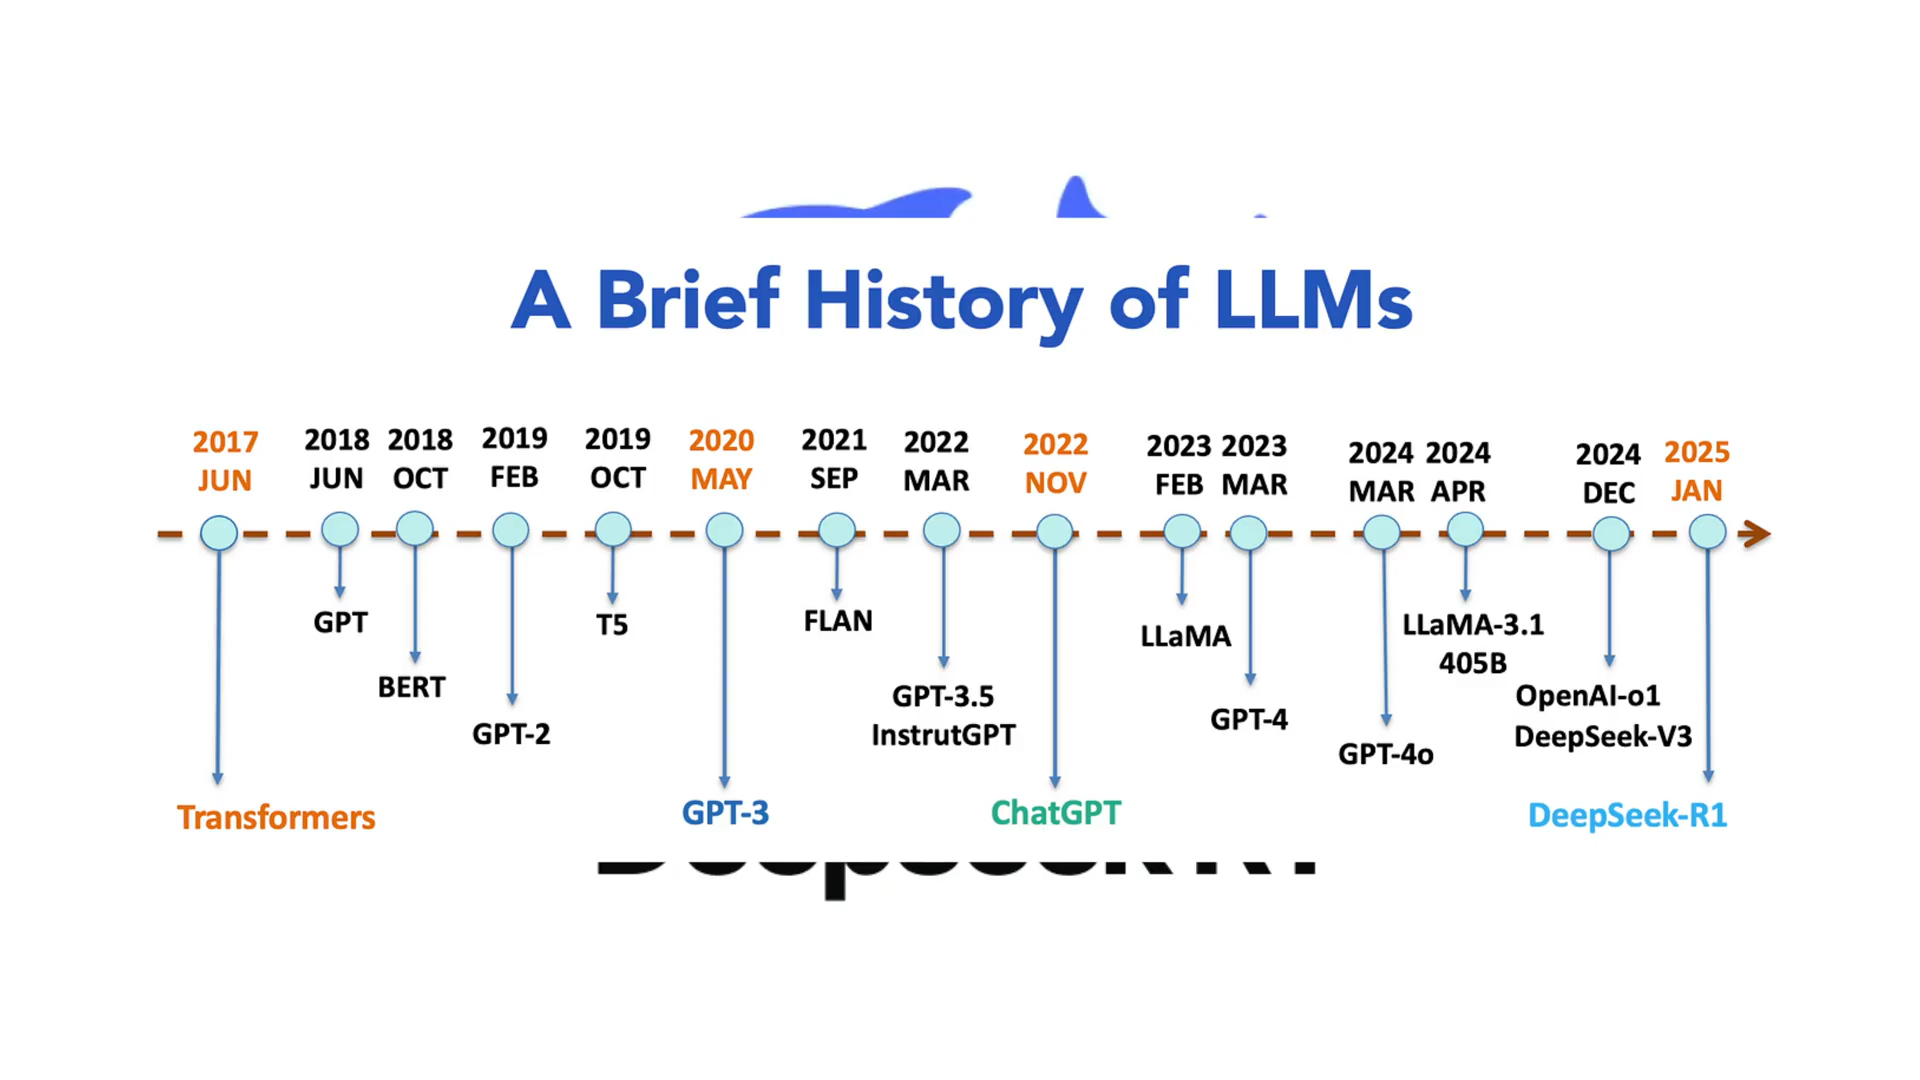 A Brief History of LLMs
2017 JUN
2018 JUN
2018 OCT
2019 FEB
2019 OCT
2020 MAY
2021 SEP
2022 MAR
2022 NOV
2023 FEB
2023 MAR
2024 MAR
2024 APR
2024 DEC
2025 JAN
GPT
BERT
GPT-2
T5
FLAN
GPT-3.5
InstrutGPT
LLaMA
GPT-4
GPT-4o
LLaMA-3.1
405B
OpenAI-o1
DeepSeek-V3
Transformers
GPT-3
ChatGPT
DeepSeek-R1